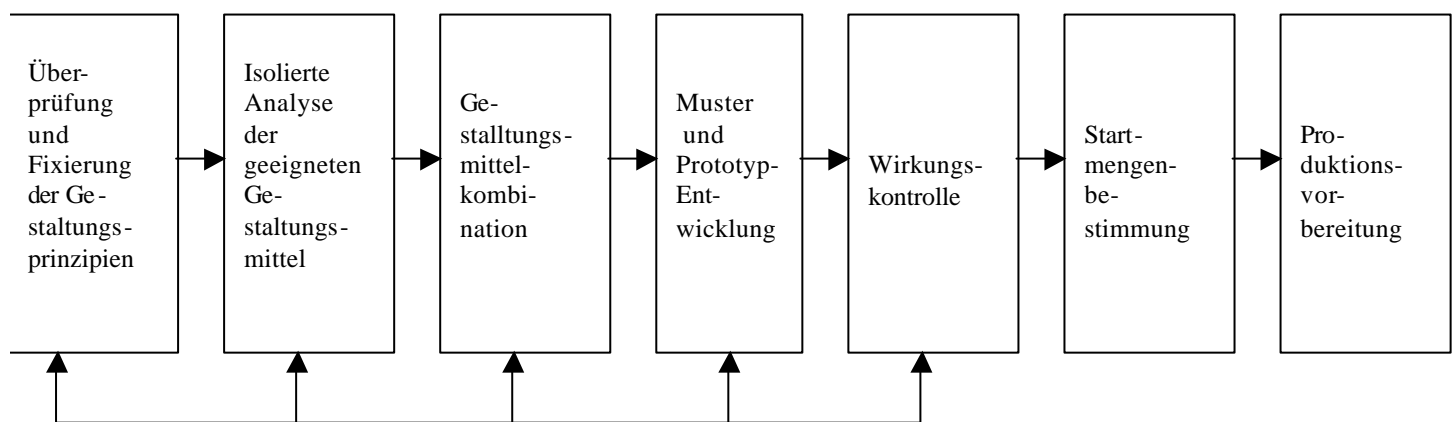 Über-
prüfung
und
Fixierung
der Ge-
staltungs-
prinzipien
Isolierte
Analyse
der
geeigneten
Ge-
staltungs-
mittel
Ge-
stalltungs-
mittel-
kombi-
nation
Muster
und
Prototyp-
Ent-
wicklung
Wirkungs-
kontrolle
Start-
mengen-
be-
stimmung
Pro-
duktions-
vor-
bereitung